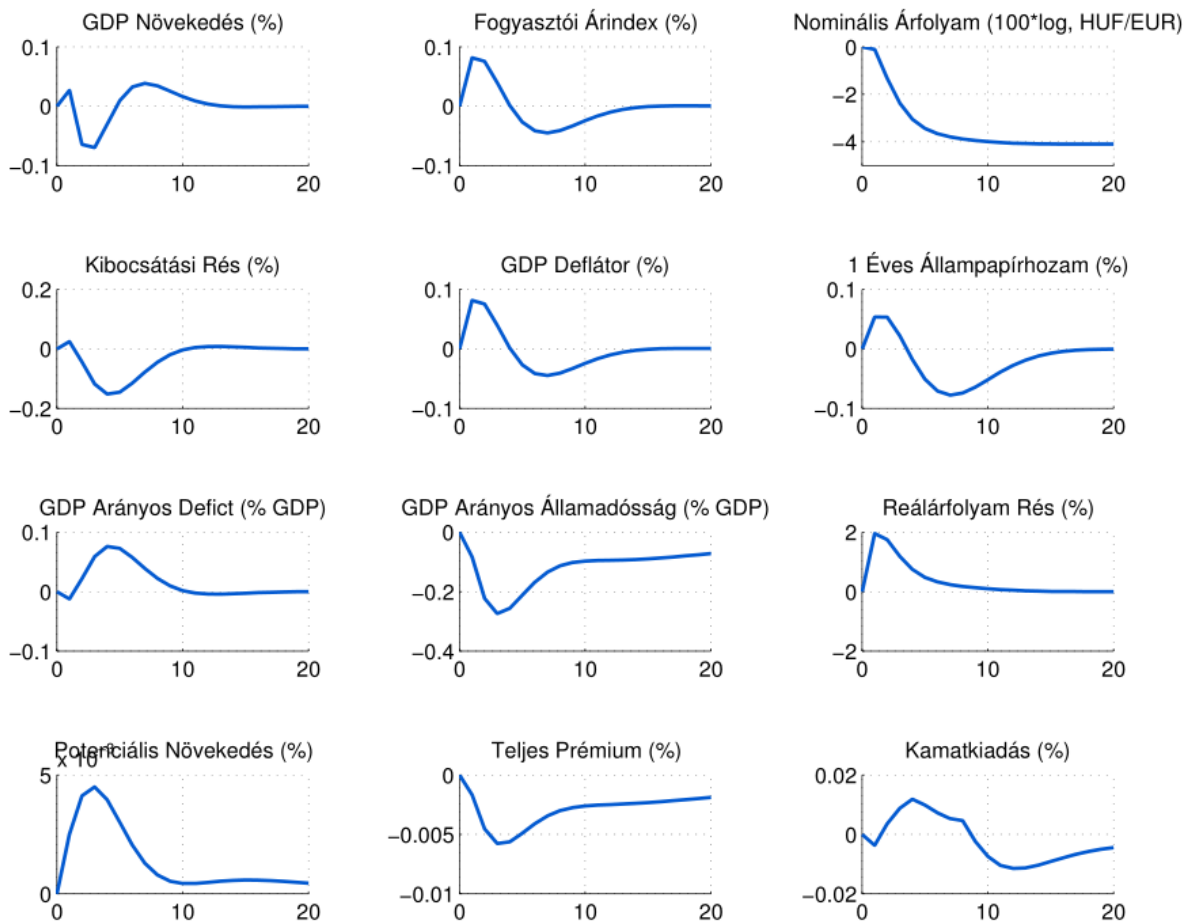 GDP Növekedés (%)
0.1
0
−0.1
0 10 20
Fogyasztói Árindex (%)
0.1
0
−0.1
0 10 20
Nominális Árfolyam (100*log, HUF/EUR)
0
−2
−4
0 10 20
Kibocsátási Rés (%)
0.2
0
−0.2
0 10 20
GDP Deflátor (%)
0.1
0
−0.1
0 10 20
1 Éves Állampapírhozam (%)
0.1
0
−0.1
0 10 20
GDP Arányos Defict (% GDP)
0.1
0
−0.1
0 10 20
GDP Arányos Államadósság (% GDP)
0
−0.2
−0.4
0 10 20
Reálárfolyam Rés (%)
2
0
−2
0 10 20
Potenciális Növekedés (%)
x 10
5
0
0 10 20
Teljes Prémium (%)
0
−0.005
−0.01
0 10 20
Kamatkiadás (%)
0.02
0
−0.02
0 10 20